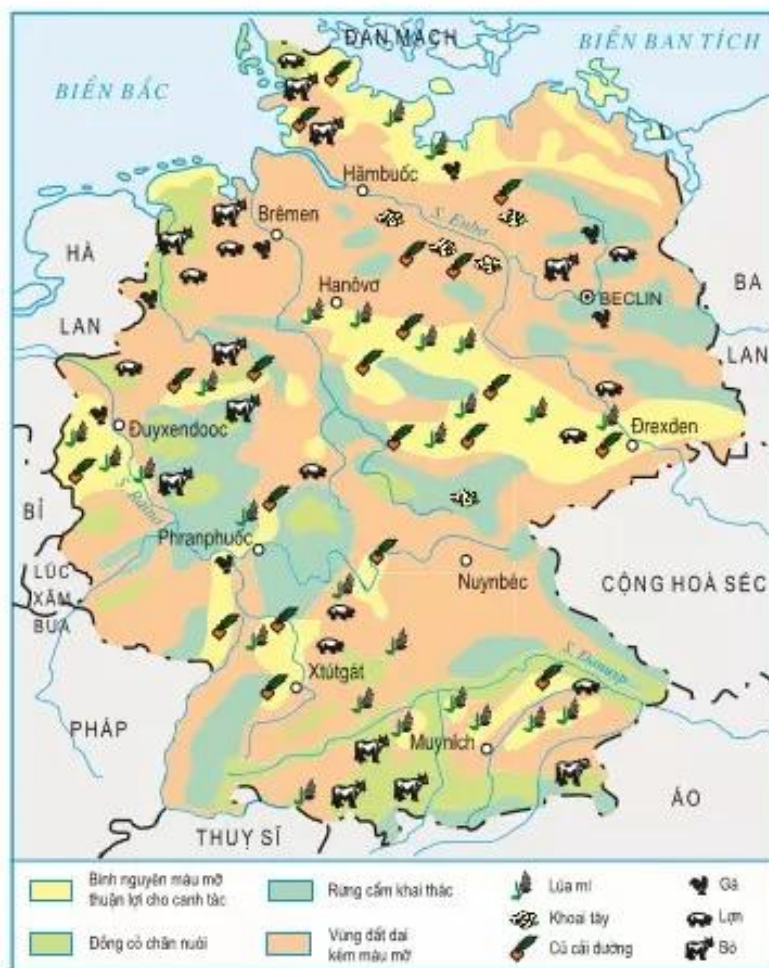 ĐAN MẠCH
BIỂN BAN TÍCH
BIỂN BẮC
Hămbuốc
S. Enbơ
Brêmen
HÀ
LAN
Hanôvơ
BECLIN
BA
LAN
Đuyxendooc
Đrexđen
BỈ
S. Rainơ
Phranphuốc
Nuynbéc
CỘNG HOÀ SÉC
LÚC
XĂM
BUA
Xtútgát
S. Đanuyp
PHÁP
Muyních
ÁO
THUỴ SĨ
Bình nguyên màu mỡ
thuận lợi cho canh tác
Rừng cấm khai thác
Lúa mì
Gà
Khoai tây
Lợn
Đồng cỏ chăn nuôi
Vùng đất đai
kém màu mỡ
Củ cải đường
Bò